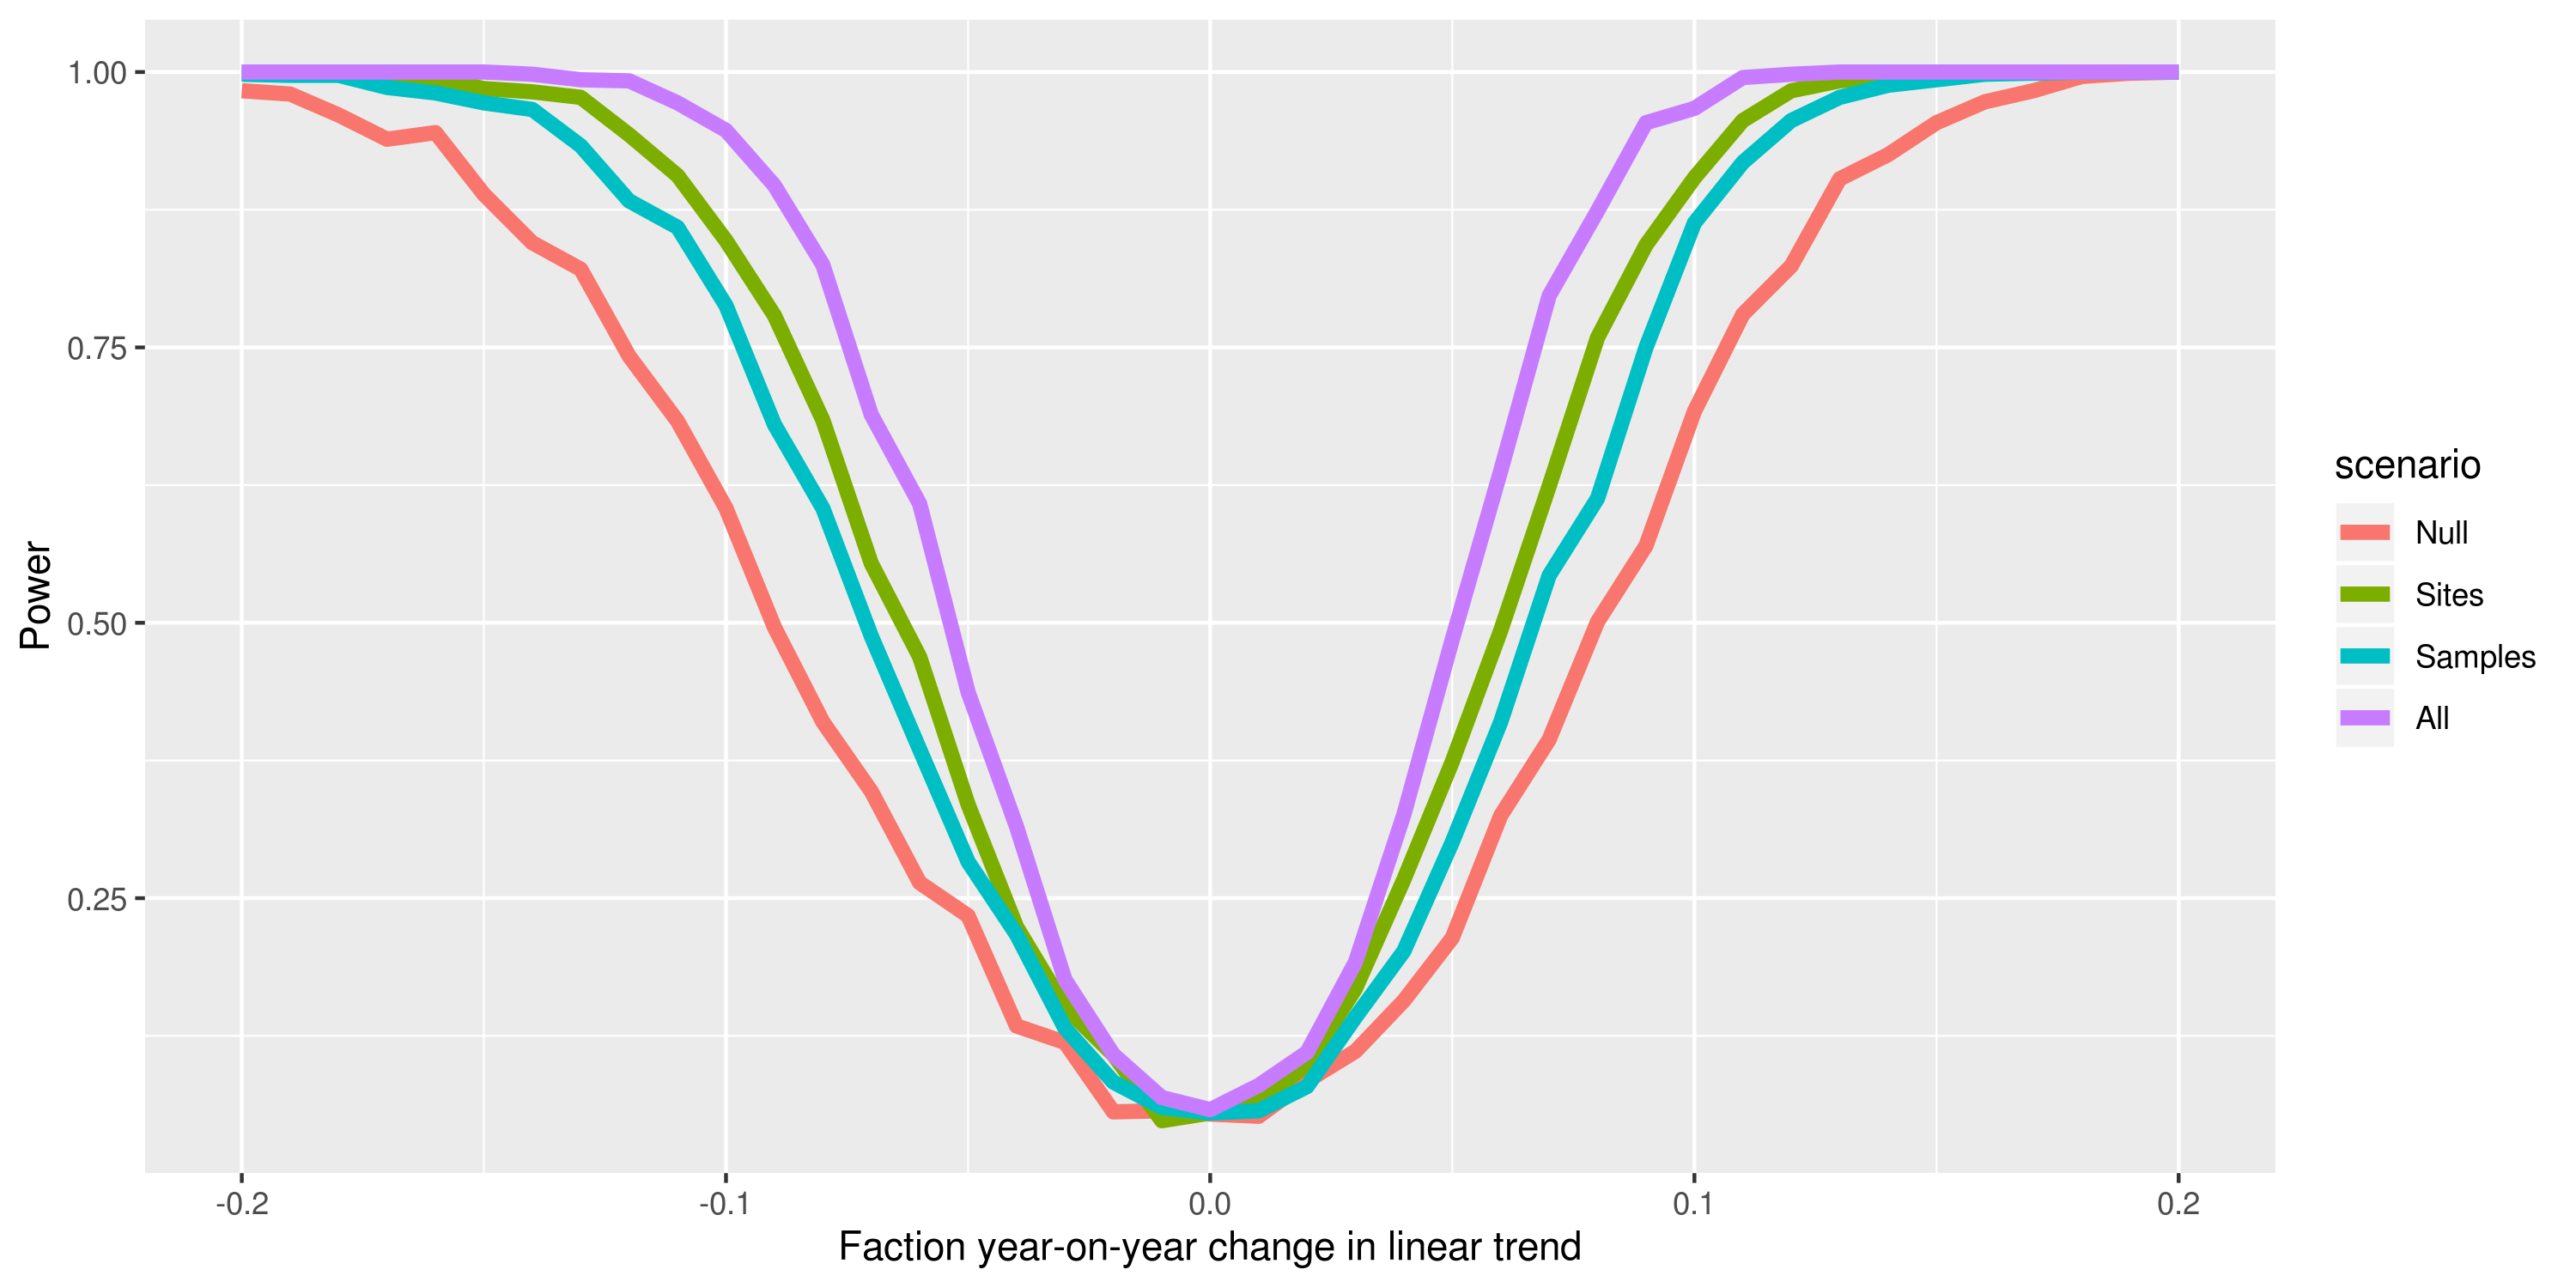 1.00
0.75
0.50
0.25
Power
-0.2
-0.1
0.0
0.1
0.2
Faction year-on-year change in linear trend
scenario
Null
Sites
Samples
All